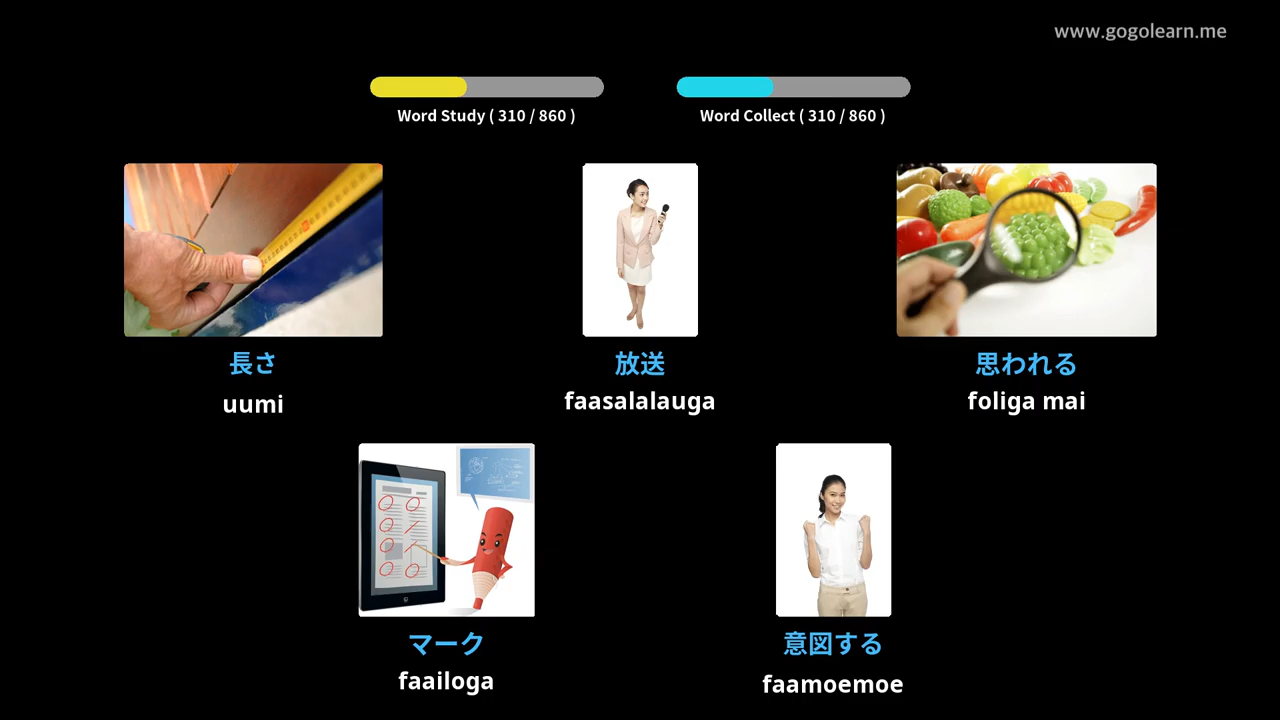 www.gogolearn.me
Word Study ( 310 / 860 )
Word Collect ( 310 / 860 )
長さ
uumi
放送
faasalalauga
思われる
foliga mai
マーク
faailoga
意図する
faamoemoe